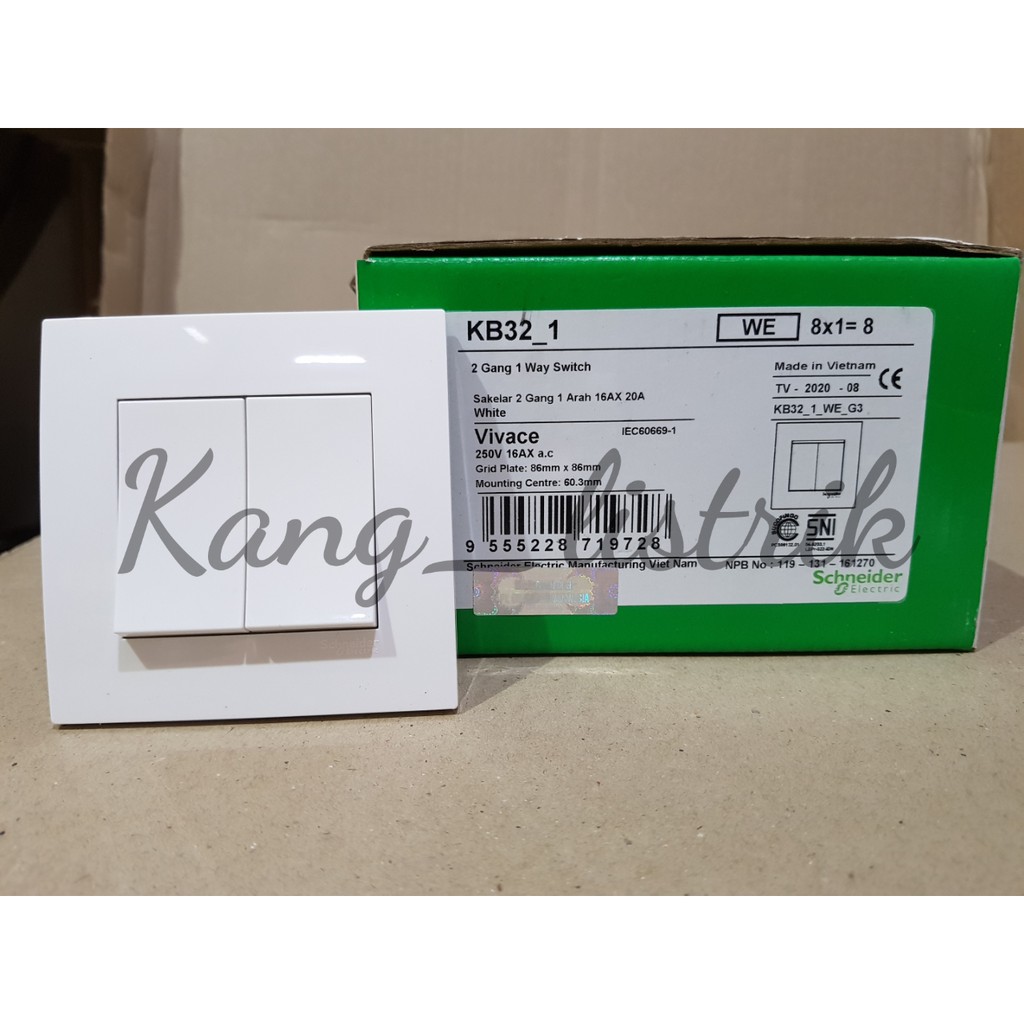 KB32_1
WE 8x1= 8
2 Gang 1 Way Switch
Made in Vietnam
TV - 2020 - 08 CE
Sakelar 2 Gang 1 Arah 16AX 20A
White
KB32_1_WE_G3
Vivace IEC60669-1
250V 16AX a.c
Grid Plate: 86mm x 86mm
Mounting Centre: 60.3mm
SNI
9 555228 719728
Schneider Electric Manufacturing Viet Nam NPB No : 119 - 131 - 161270
Schneider
Electric
Kang_listrik